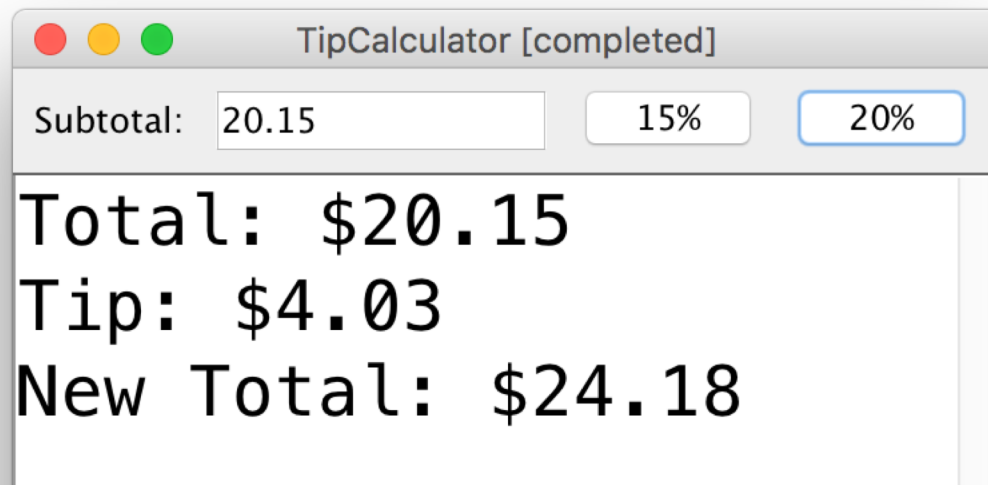 TipCalculator [completed]
Subtotal: 20.15 15% 20%
Total: $20.15
Tip: $4.03
New Total: $24.18